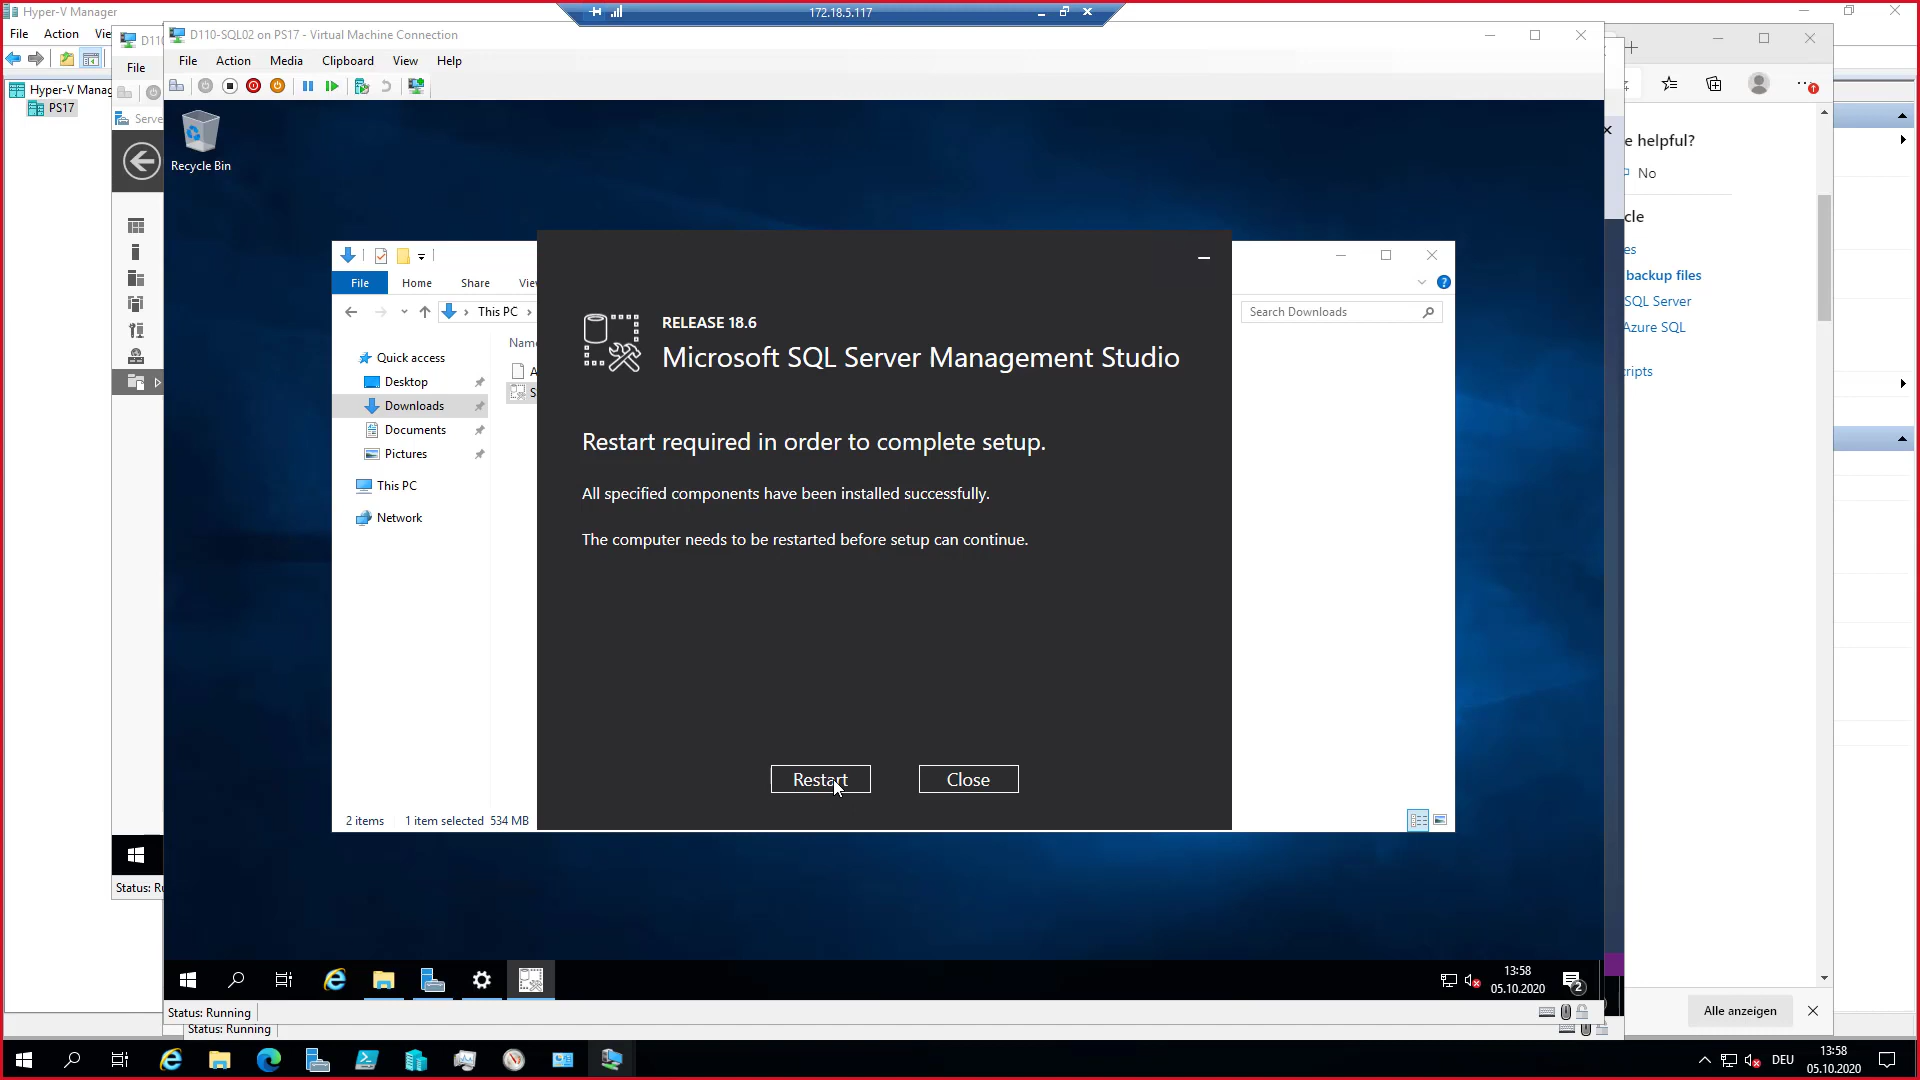 Hyper-V Manager
172.18.5.117
File
Action
D110-SQL02 on PS17 - Virtual Machine Connection
File
File
Action
Media
Clipboard
View
Help
Hyper-V Manag
PS17
Serve
Recycle Bin
e helpful?
No
cle
es
backup files
SQL Server
Azure SQL
ripts
File
Home
Share
This PC
Search Downloads
Quick access
Desktop
Downloads
Documents
Pictures
This PC
Network
RELEASE 18.6
Microsoft SQL Server Management Studio
Restart required in order to complete setup.
All specified components have been installed successfully.
The computer needs to be restarted before setup can continue.
Restart
Close
2 items
1 item selected 534 MB
13:58
05.10.2020
2
Status: Running
Status: Running
Alle anzeigen
DEU
13:58
05.10.2020